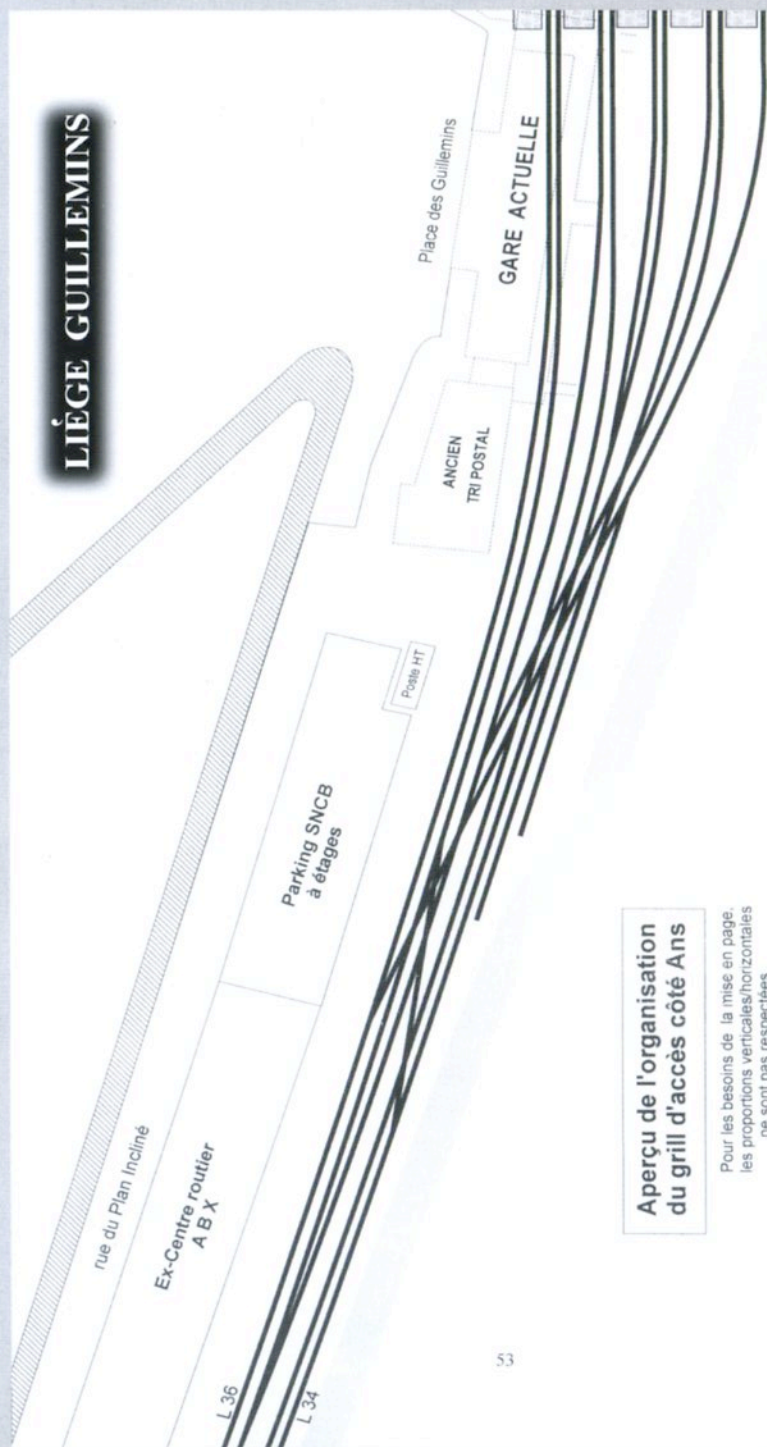 LIÉGE GUILLEMINS
Place des Guillemins
GARE ACTUELLE
ANCIEN
TRI POSTAL
Poste HT
Parking SNCB
à étages
rue du Plan Incliné
Ex-Centre routier
A B X
L 36
L 34
Aperçu de l'organisation
du grill d'accès côté Ans
Pour les besoins de la mise en page,
les proportions verticales/horizontales
ne sont pas respectées
53